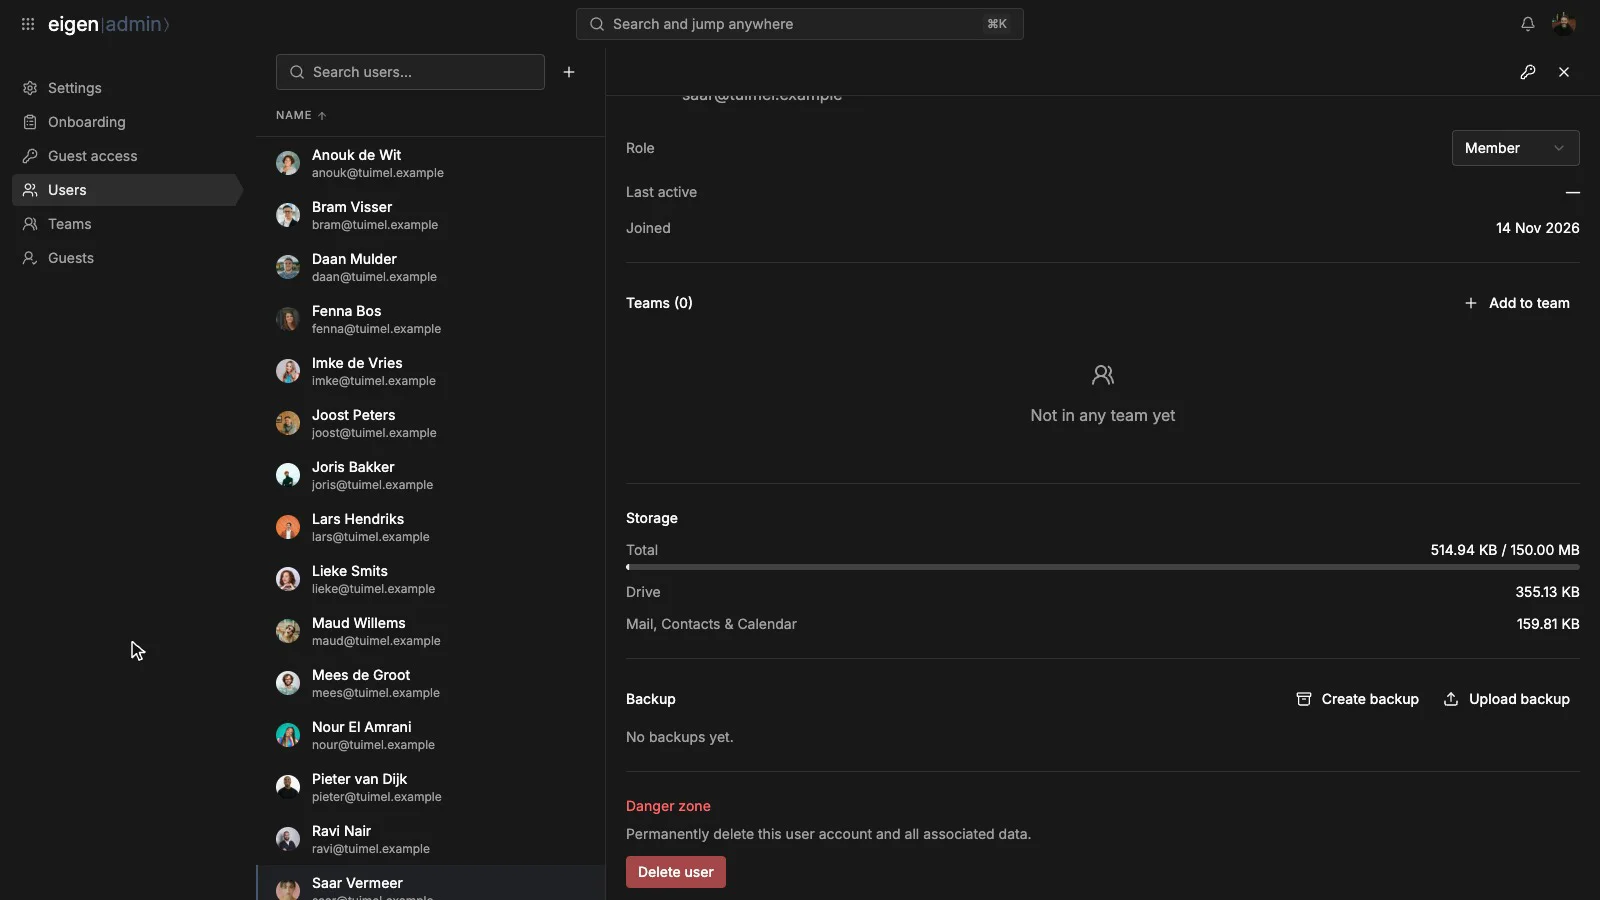 eigen|admin⟩
Search and jump anywhere ⌘K
Settings
Onboarding
Guest access
Users
Teams
Guests
Search users...
NAME ↑
Anouk de Wit
anouk@tuimel.example
Bram Visser
bram@tuimel.example
Daan Mulder
daan@tuimel.example
Fenna Bos
fenna@tuimel.example
Imke de Vries
imke@tuimel.example
Joost Peters
joost@tuimel.example
Joris Bakker
joris@tuimel.example
Lars Hendriks
lars@tuimel.example
Lieke Smits
lieke@tuimel.example
Maud Willems
maud@tuimel.example
Mees de Groot
mees@tuimel.example
Nour El Amrani
nour@tuimel.example
Pieter van Dijk
pieter@tuimel.example
Ravi Nair
ravi@tuimel.example
Saar Vermeer
saar@tuimel.example
saar@tuimel.example
Role Member
Last active —
Joined 14 Nov 2026
Teams (0) + Add to team
Not in any team yet
Storage
Total 514.94 KB / 150.00 MB
Drive 355.13 KB
Mail, Contacts & Calendar 159.81 KB
Backup Create backup Upload backup
No backups yet.
Danger zone
Permanently delete this user account and all associated data.
Delete user